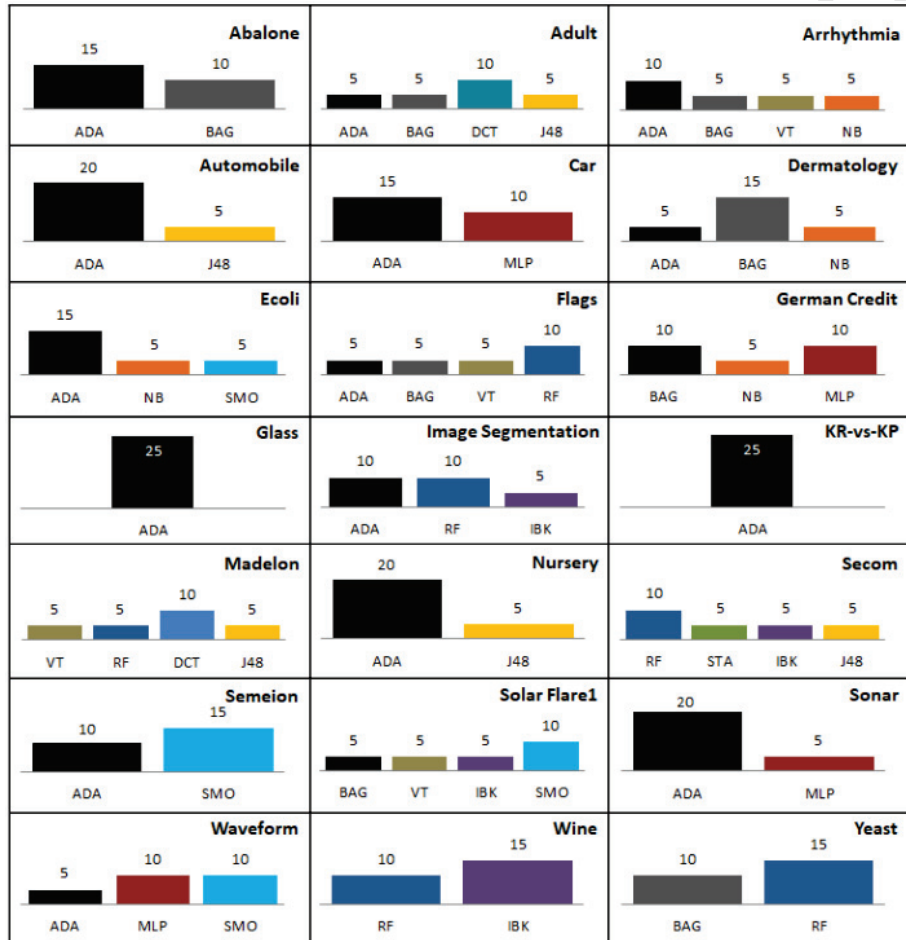 Abalone
15 10
ADA BAG
Adult
5 5 10 5
ADA BAG DCT J48
Arrhythmia
10 5 5 5
ADA BAG VT NB
Automobile
20 5
ADA J48
Car
15 10
ADA MLP
Dermatology
5 15 5
ADA BAG NB
Ecoli
15 5 5
ADA NB SMO
Flags
5 5 5 10
ADA BAG VT RF
German Credit
10 5 10
BAG NB MLP
Glass
25
ADA
Image Segmentation
10 10 5
ADA RF IBK
KR-vs-KP
25
ADA
Madelon
5 5 10 5
VT RF DCT J48
Nursery
20 5
ADA J48
Secom
10 5 5 5
RF STA IBK J48
Semeion
10 15
ADA SMO
Solar Flare1
5 5 5 10
BAG VT IBK SMO
Sonar
20 5
ADA MLP
Waveform
5 10 10
ADA MLP SMO
Wine
10 15
RF IBK
Yeast
10 15
BAG RF